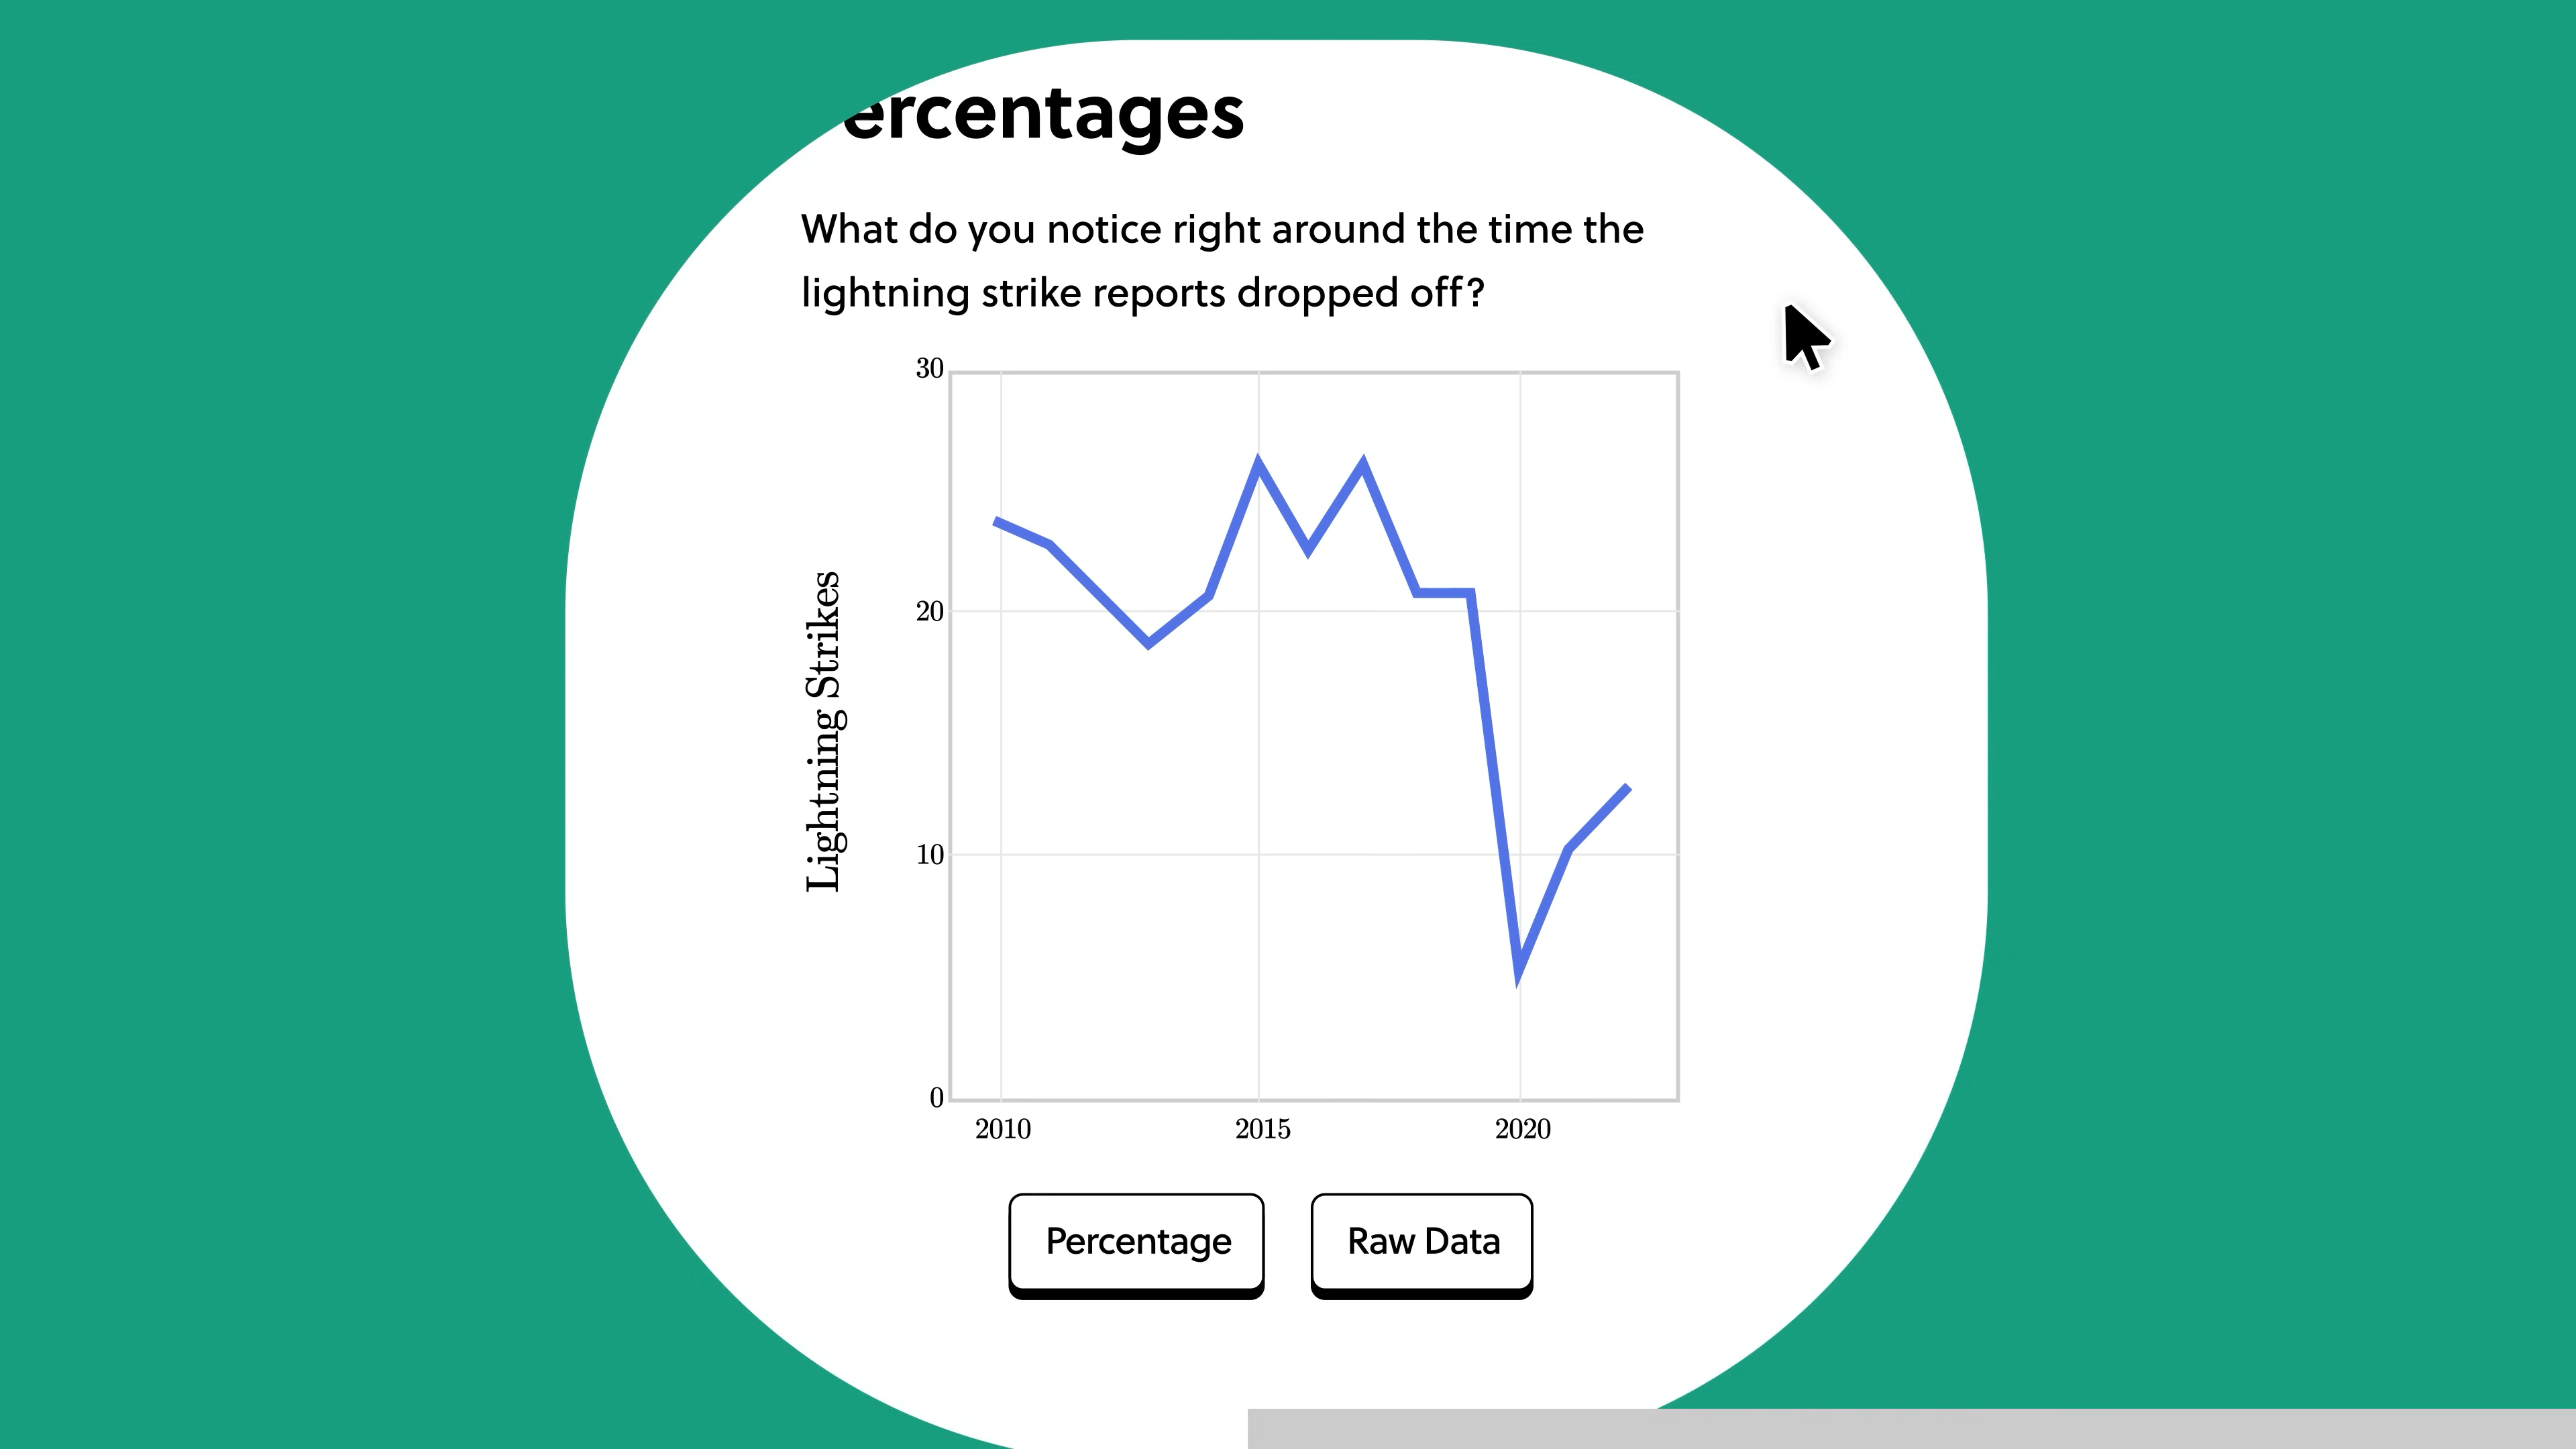 ercentages
What do you notice right around the time the
lightning strike reports dropped off?
30
20
10
0
Lightning Strikes
2010 2015 2020
Percentage Raw Data